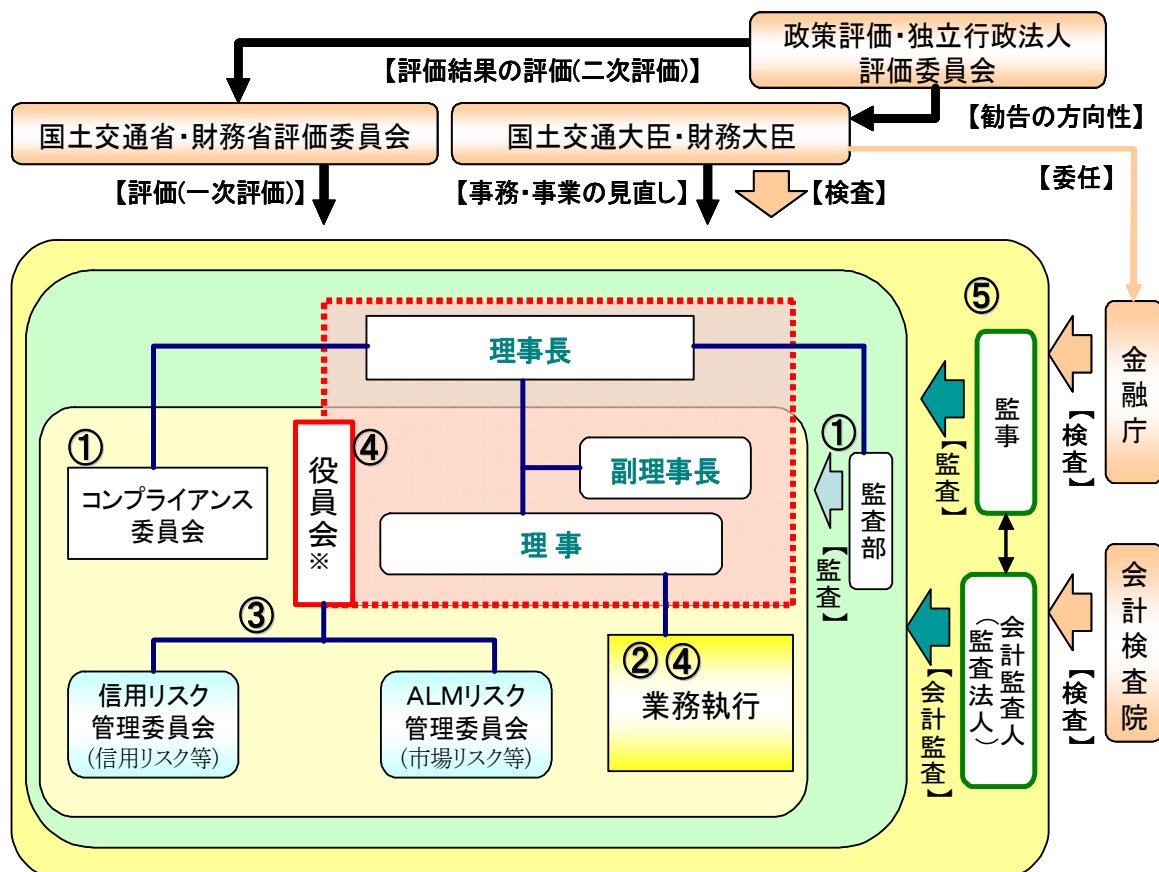 政策評価・独立行政法人
評価委員会
【評価結果の評価(二次評価)】
【勧告の方向性】
国土交通省・財務省評価委員会
国土交通大臣・財務大臣
【委任】
【評価(一次評価)】
【事務・事業の見直し】
【検査】
⑤
理事長
金融庁
監事
【検査】
【監査】
①
コンプライアンス
委員会
役員会※
④
副理事長
理 事
①
監査部
【監査】
③
信用リスク
管理委員会
(信用リスク等)
ALMリスク
管理委員会
(市場リスク等)
② ④
業務執行
会計監査人
（監査法人）
【会計監査】
会計検査院
【検査】